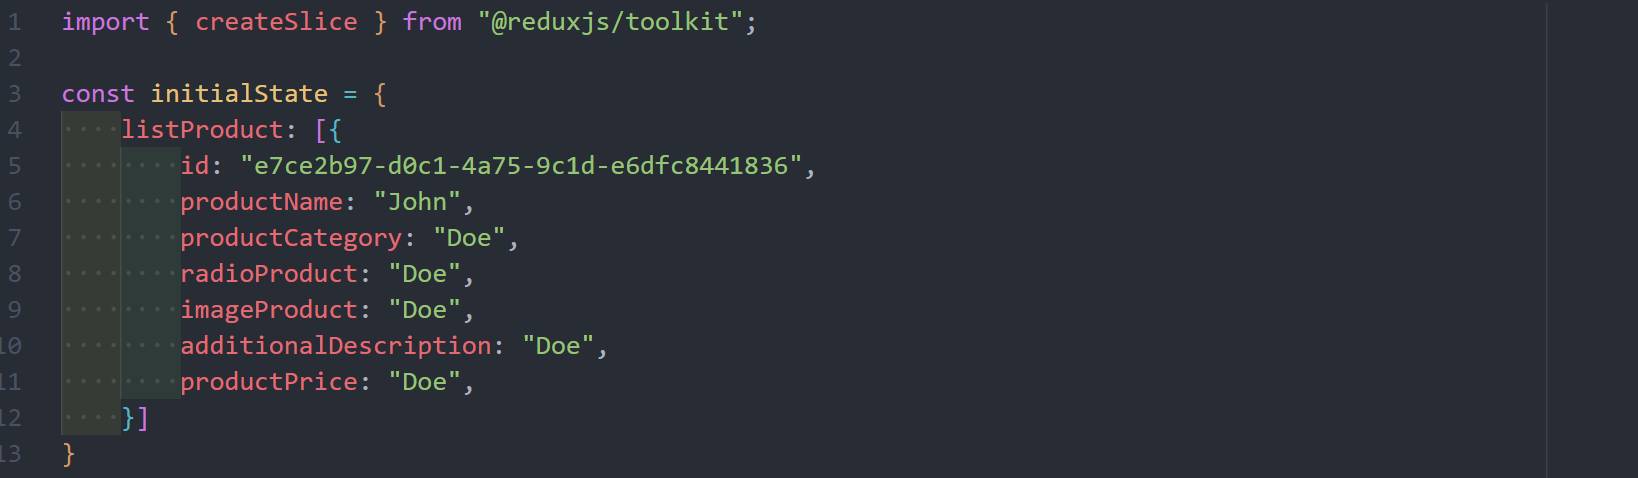 1 import { createSlice } from "@reduxjs/toolkit";
2
3 const initialState = {
4 listProduct: [{
5 id: "e7ce2b97-d0c1-4a75-9c1d-e6dfc8441836",
6 productName: "John",
7 productCategory: "Doe",
8 radioProduct: "Doe",
9 imageProduct: "Doe",
10 additionalDescription: "Doe",
11 productPrice: "Doe",
12 }]
13 }